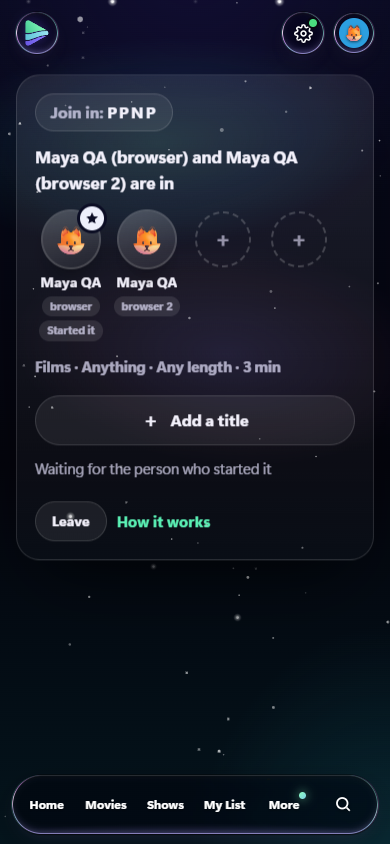 Join in: PPNP
Maya QA (browser) and Maya QA
(browser 2) are in
Maya QA Maya QA
browser browser 2
Started it
Films · Anything · Any length · 3 min
+ Add a title
Waiting for the person who started it
Leave How it works
Home Movies Shows My List More